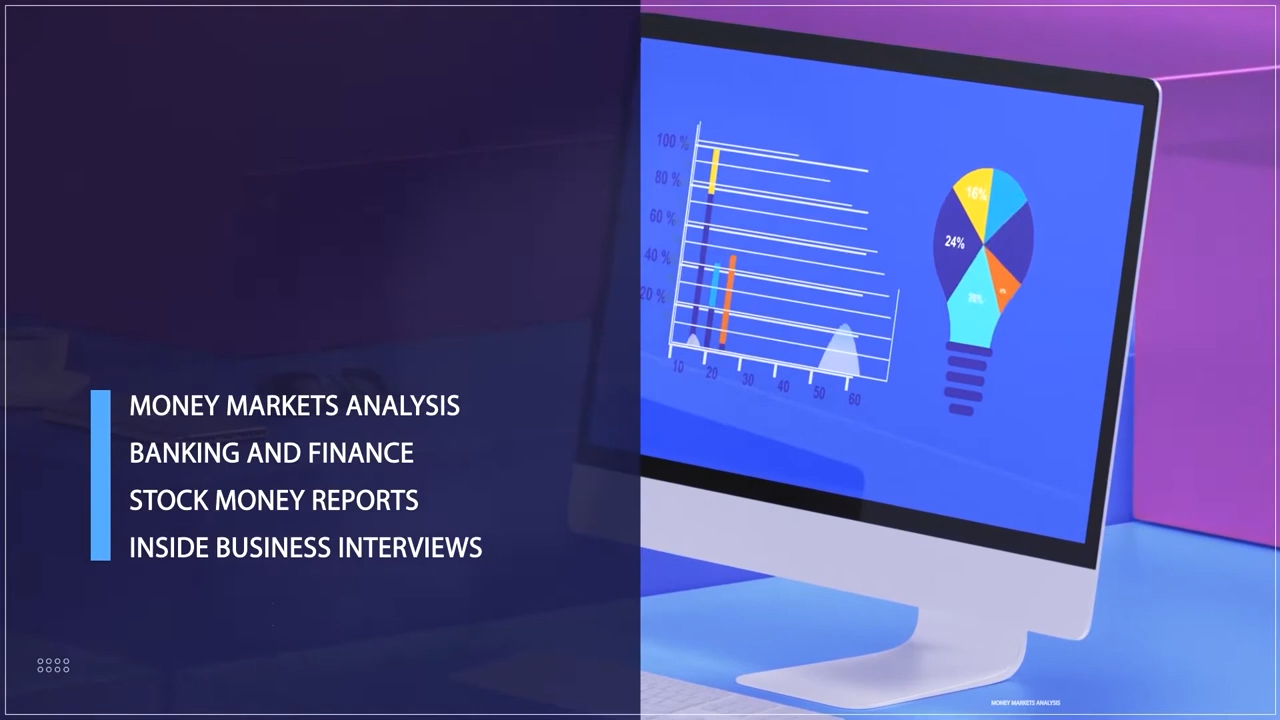 MONEY MARKETS ANALYSIS
BANKING AND FINANCE
STOCK MONEY REPORTS
INSIDE BUSINESS INTERVIEWS
100 %
80 %
60 %
40 %
20 %
10 20 30 40 50 60
16%
24%
MONEY MARKETS ANALYSIS